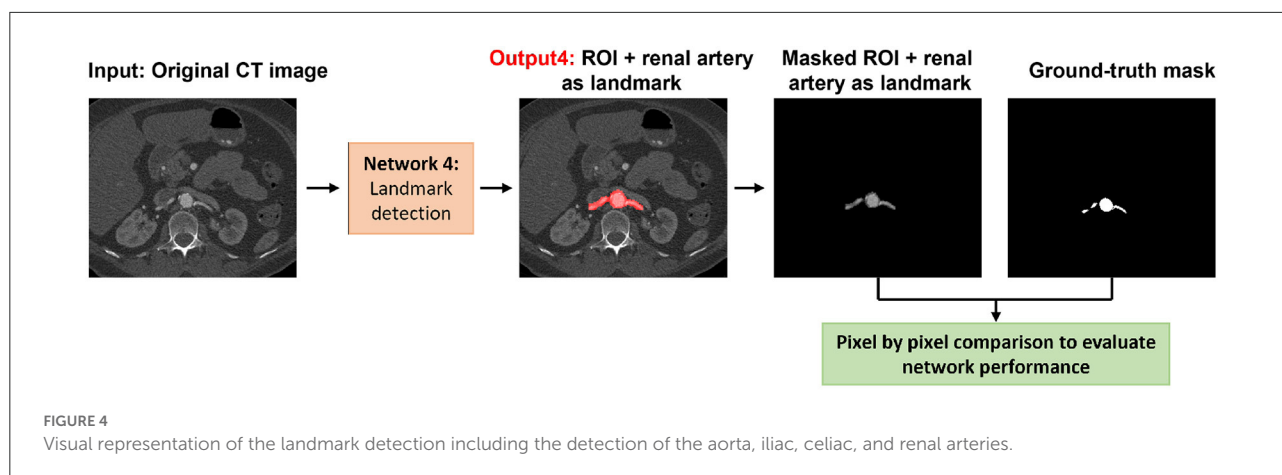 Input: Original CT image
Output4: ROI + renal artery
as landmark
Masked ROI + renal
artery as landmark
Ground-truth mask
Network 4:
Landmark
detection
Pixel by pixel comparison to evaluate
network performance
FIGURE 4
Visual representation of the landmark detection including the detection of the aorta, iliac, celiac, and renal arteries.